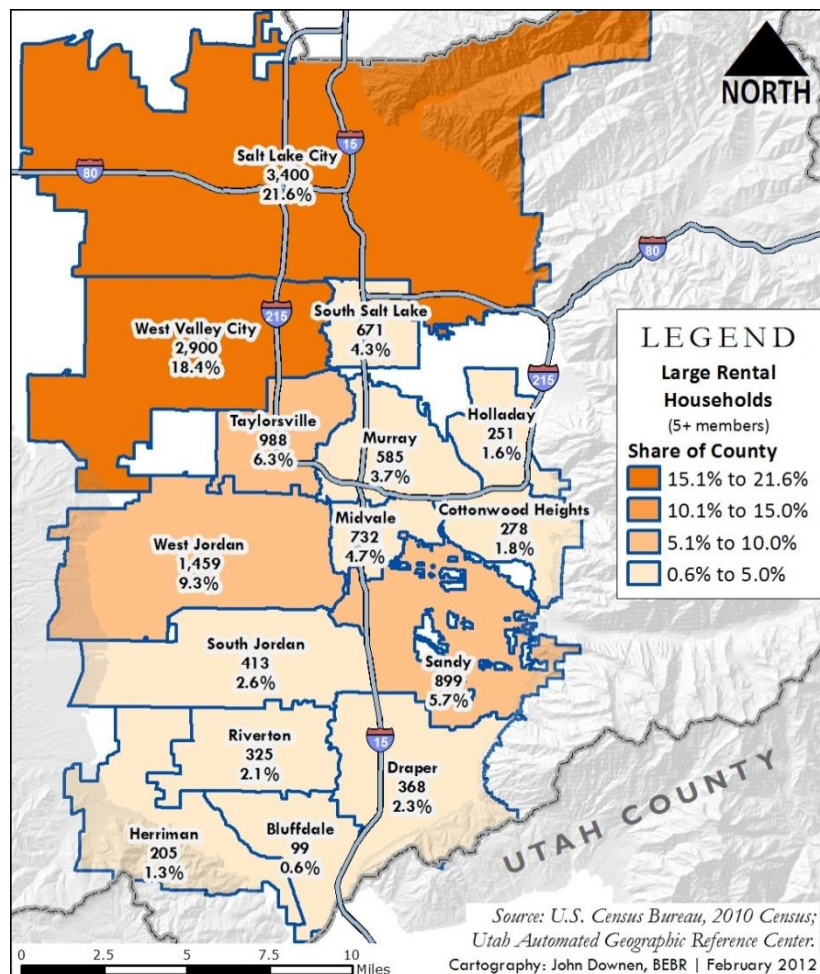 NORTH
Salt Lake City
3,400
21.6%
15
80
80
215
West Valley City
2,900
18.4%
South Salt Lake
671
4.3%
LEGEND
Large Rental
Households
(5+ members)
Share of County
15.1% to 21.6%
10.1% to 15.0%
5.1% to 10.0%
0.6% to 5.0%
215
Taylorsville
988
6.3%
Murray
585
3.7%
Holladay
251
1.6%
West Jordan
1,459
9.3%
Midvale
732
4.7%
Cottonwood Heights
278
1.8%
South Jordan
413
2.6%
Sandy
899
5.7%
Riverton
325
2.1%
15
Draper
368
2.3%
Herriman
205
1.3%
Bluffdale
99
0.6%
UTAH COUNTY
Source: U.S. Census Bureau, 2010 Census;
Utah Automated Geographic Reference Center.
Cartography: John Downen, BEBR | February 2012
0 2.5 5 7.5 10
Miles